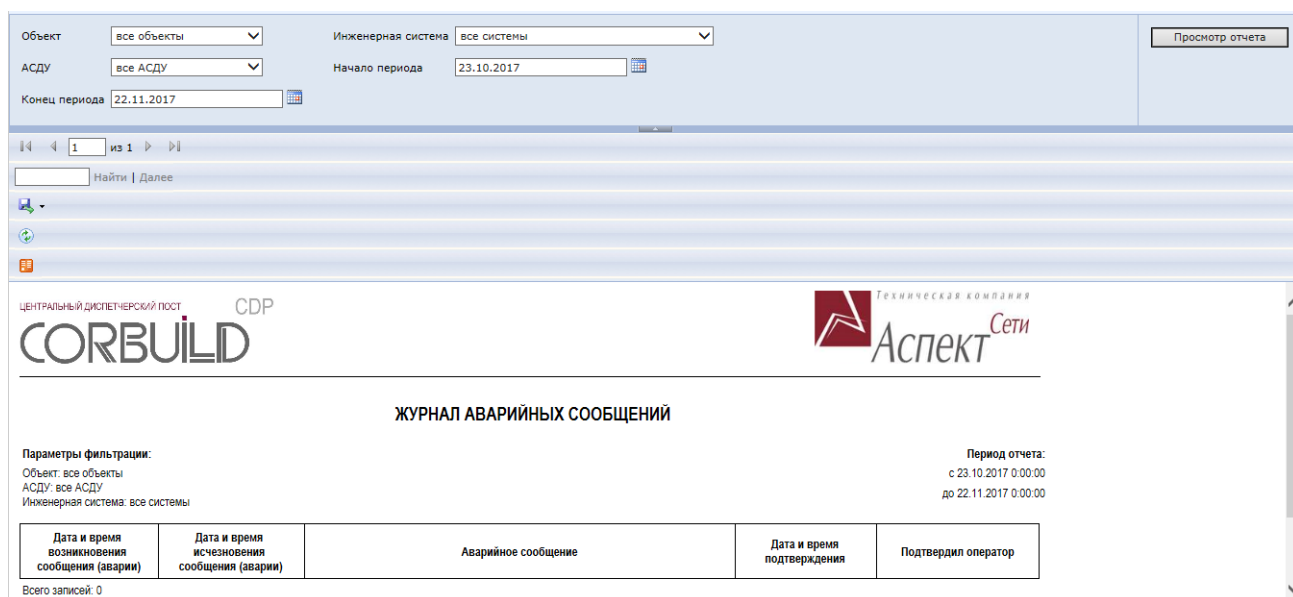 Объект все объекты Инженерная система все системы Просмотр отчета
АСДУ все АСДУ Начало периода 23.10.2017
Конец периода 22.11.2017
1 из 1
Найти | Далее
ЦЕНТРАЛЬНЫЙ ДИСПЕТЧЕРСКИЙ ПОСТ CDP
CORBUILD
Техническая компания
Аспект Сети
ЖУРНАЛ АВАРИЙНЫХ СООБЩЕНИЙ
Параметры фильтрации: Период отчета:
Объект: все объекты с 23.10.2017 0:00:00
АСДУ: все АСДУ
Инженерная система: все системы до 22.11.2017 0:00:00
Дата и время возникновения сообщения (аварии) Дата и время исчезновения сообщения (аварии) Аварийное сообщение Дата и время подтверждения Подтвердил оператор
Всего записей: 0